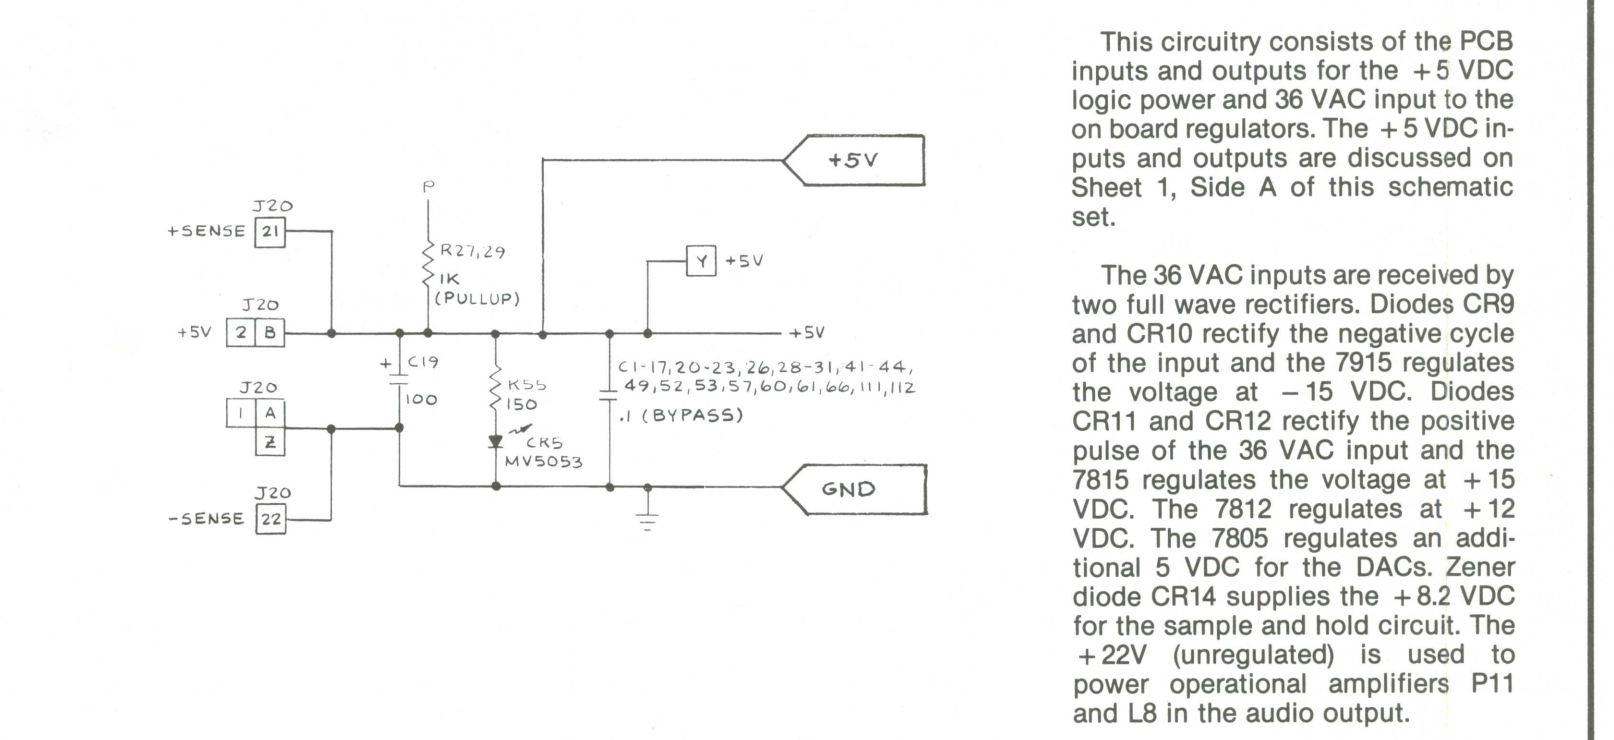 +5V
P
J20
+SENSE 21
R27,29
1K
(PULLUP)
Y +5V
J20
+5V 2 B
+5V
+ C19
100
R55
150
CR5
MV5053
C1-17,20-23,26,28-31,41-44,
49,52,53,57,60,61,66,111,112
.1 (BYPASS)
J20
1 A
Z
J20
-SENSE 22
GND
This circuitry consists of the PCB
inputs and outputs for the +5 VDC
logic power and 36 VAC input to the
on board regulators. The +5 VDC in-
puts and outputs are discussed on
Sheet 1, Side A of this schematic
set.
The 36 VAC inputs are received by
two full wave rectifiers. Diodes CR9
and CR10 rectify the negative cycle
of the input and the 7915 regulates
the voltage at –15 VDC. Diodes
CR11 and CR12 rectify the positive
pulse of the 36 VAC input and the
7815 regulates the voltage at +15
VDC. The 7812 regulates at +12
VDC. The 7805 regulates an addi-
tional 5 VDC for the DACs. Zener
diode CR14 supplies the +8.2 VDC
for the sample and hold circuit. The
+22V (unregulated) is used to
power operational amplifiers P11
and L8 in the audio output.